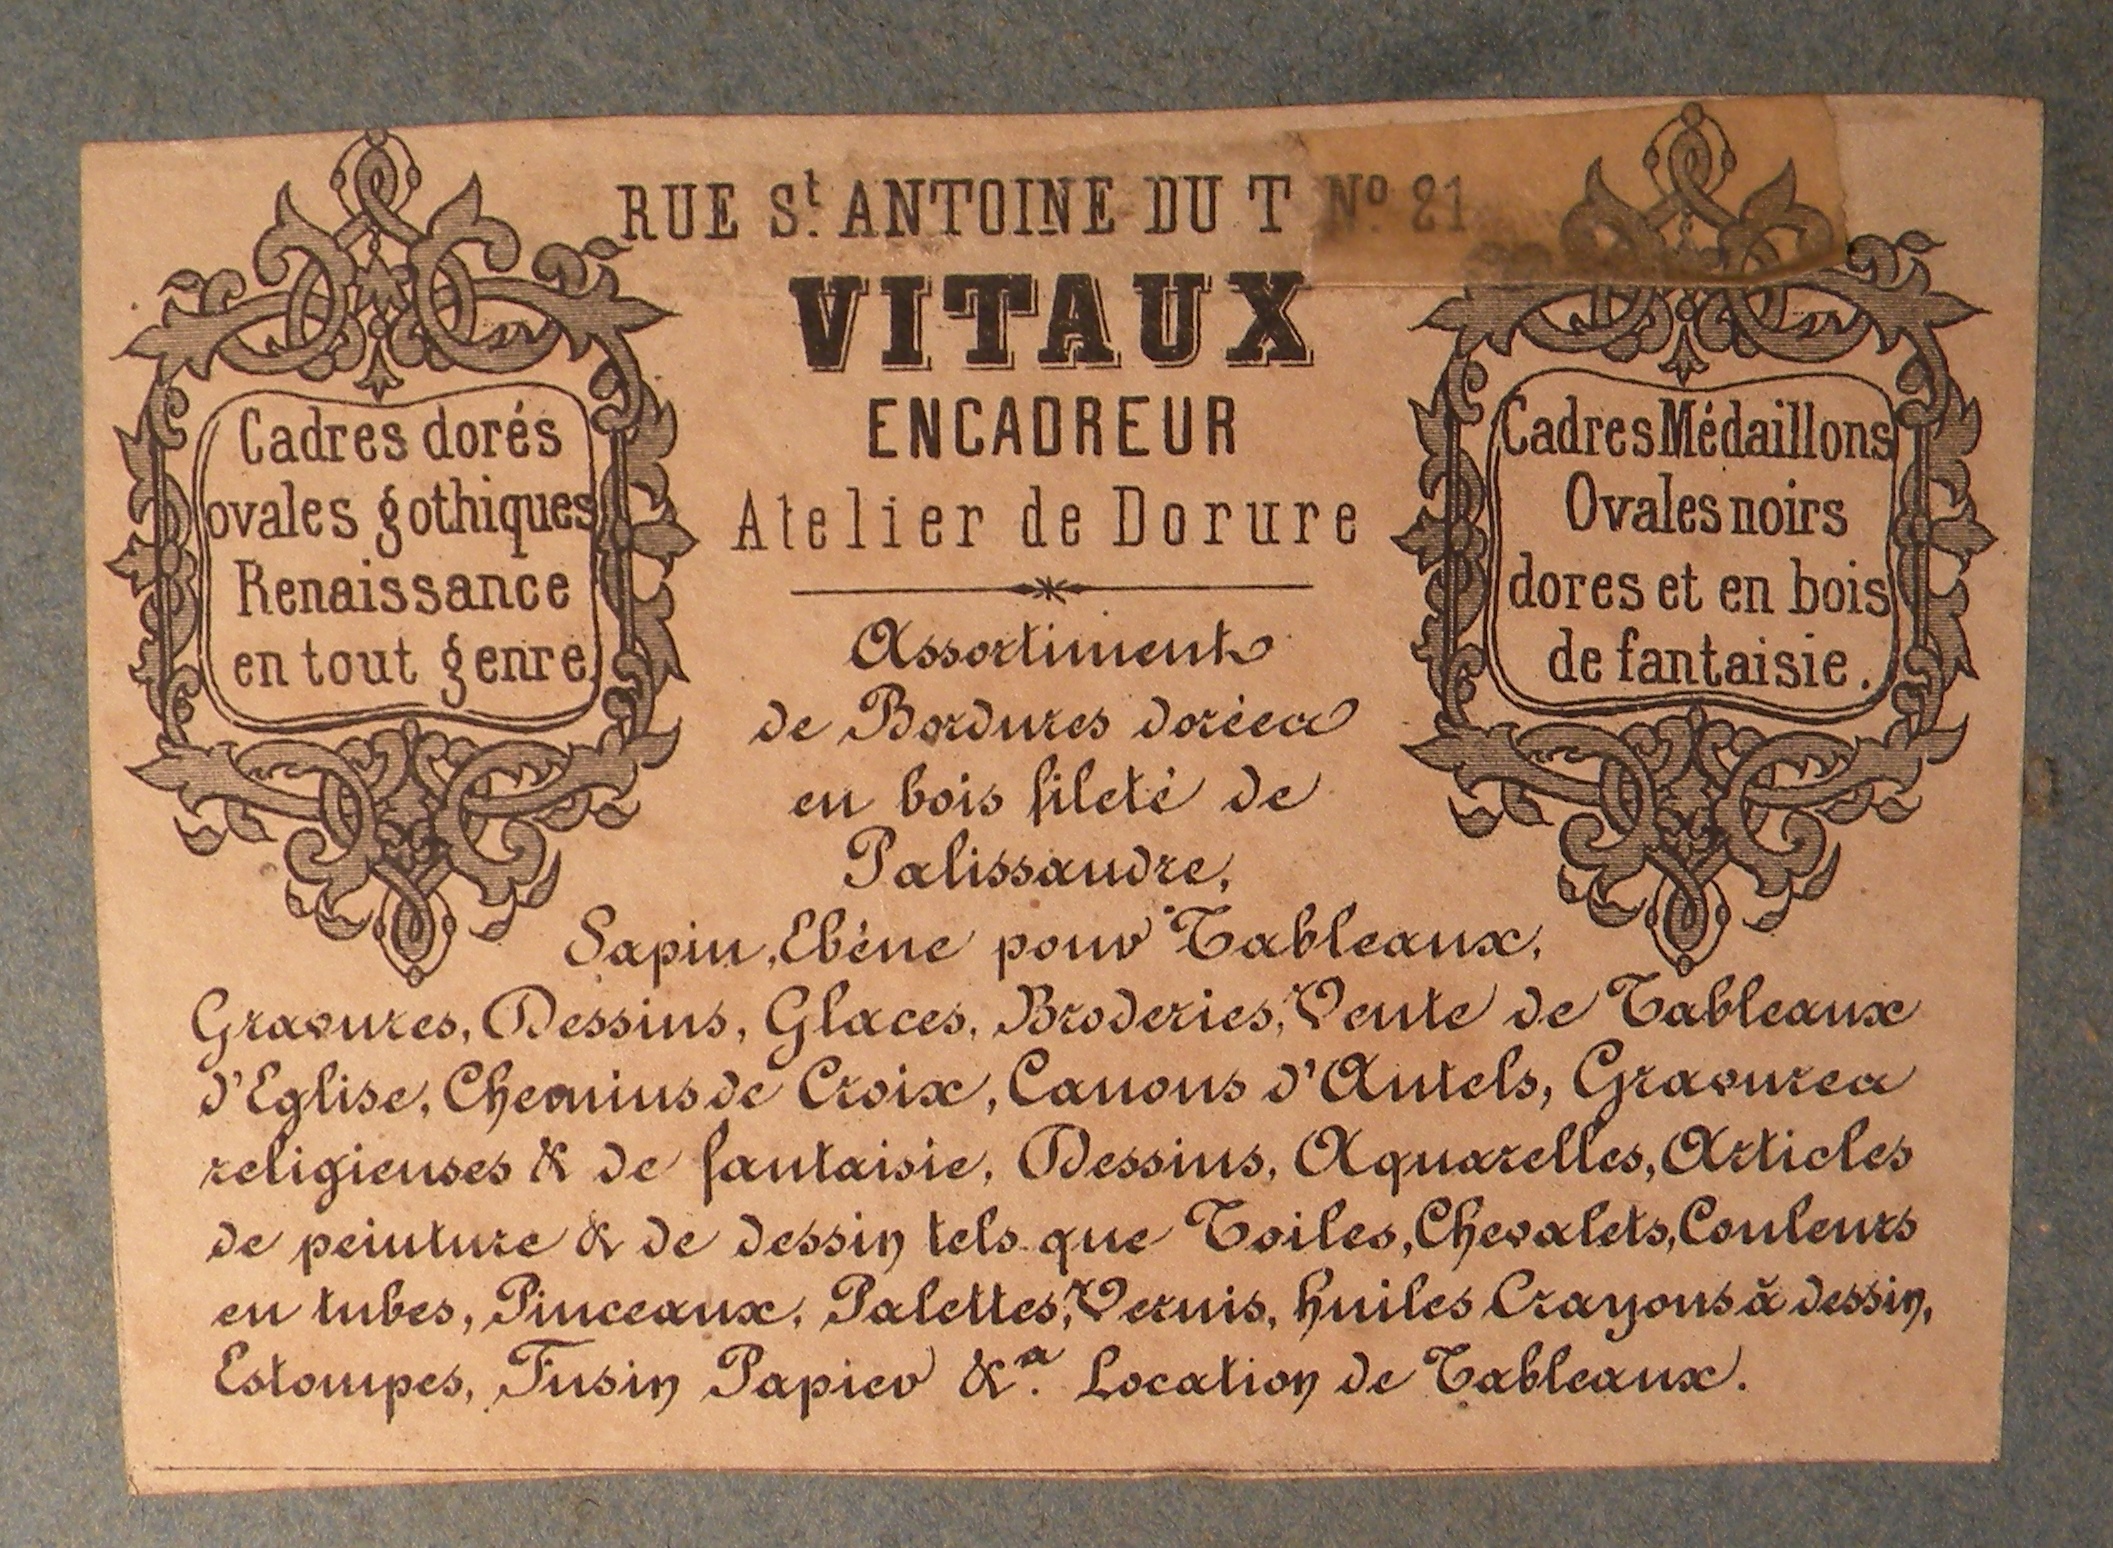 RUE St. ANTOINE DU T No 21
VITAUX
ENCADREUR
Atelier de Dorure
Cadres dorés
ovales gothiques
Renaissance
en tout genre.
Cadres Médaillons
Ovales noirs
dores et en bois
de fantaisie.
Assortiment
de Bordures dorées
en bois fileté de
Palissandre,
Sapin, Ebène pour Tableaux,
Gravures, Dessins, Glaces, Broderies, Vente de Tableaux
d'Eglise, Chemins de Croix, Canons d'Autels, Gravures
religieuses & de fantaisie, Dessins, Aquarelles, Articles
de peinture & de dessin tels que Toiles, Chevalets, Couleurs
en tubes, Pinceaux, Palettes, Vernis, huiles Crayons à dessin,
Estompes, Fusin Papier &a. Location de Tableaux.